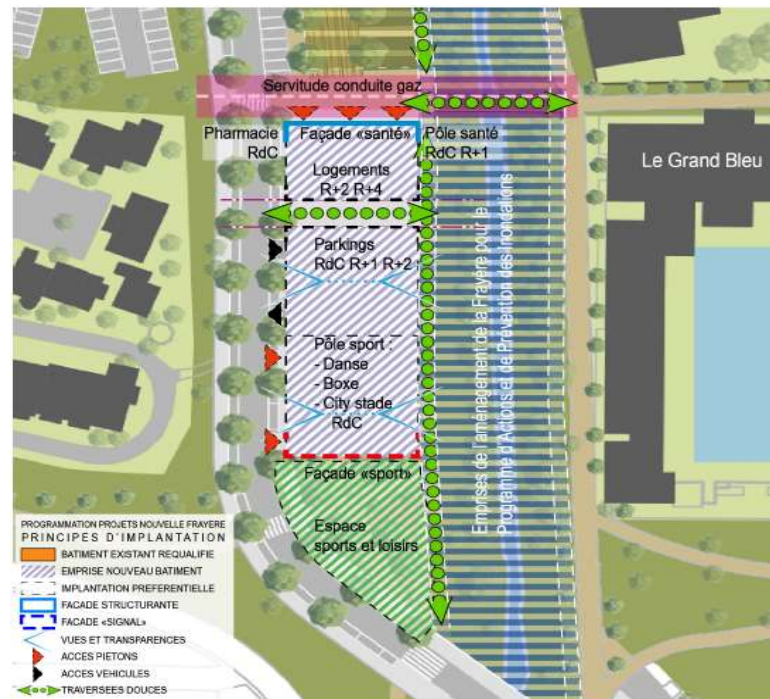 Servitude conduite gaz
Pharmacie
RdC
Façade «santé»
Pôle santé
RdC R+1
Logements
R+2 R+4
Le Grand Bleu
Parkings
RdC R+1 R+2
Pôle sport :
- Danse
- Boxe
- City stade
RdC
Façade «sport»
Espace
sports et loisirs
Emprises de l'aménagement de la Frayère pour le
Programme d'Actions et de Prévention des Inondations
PROGRAMMATION PROJETS NOUVELLE FRAYERE
PRINCIPES D'IMPLANTATION
BATIMENT EXISTANT REQUALIFIE
EMPRISE NOUVEAU BATIMENT
IMPLANTATION PREFERENTIELLE
FACADE STRUCTURANTE
FACADE «SIGNAL»
VUES ET TRANSPARENCES
ACCES PIETONS
ACCES VEHICULES
TRAVERSEES DOUCES